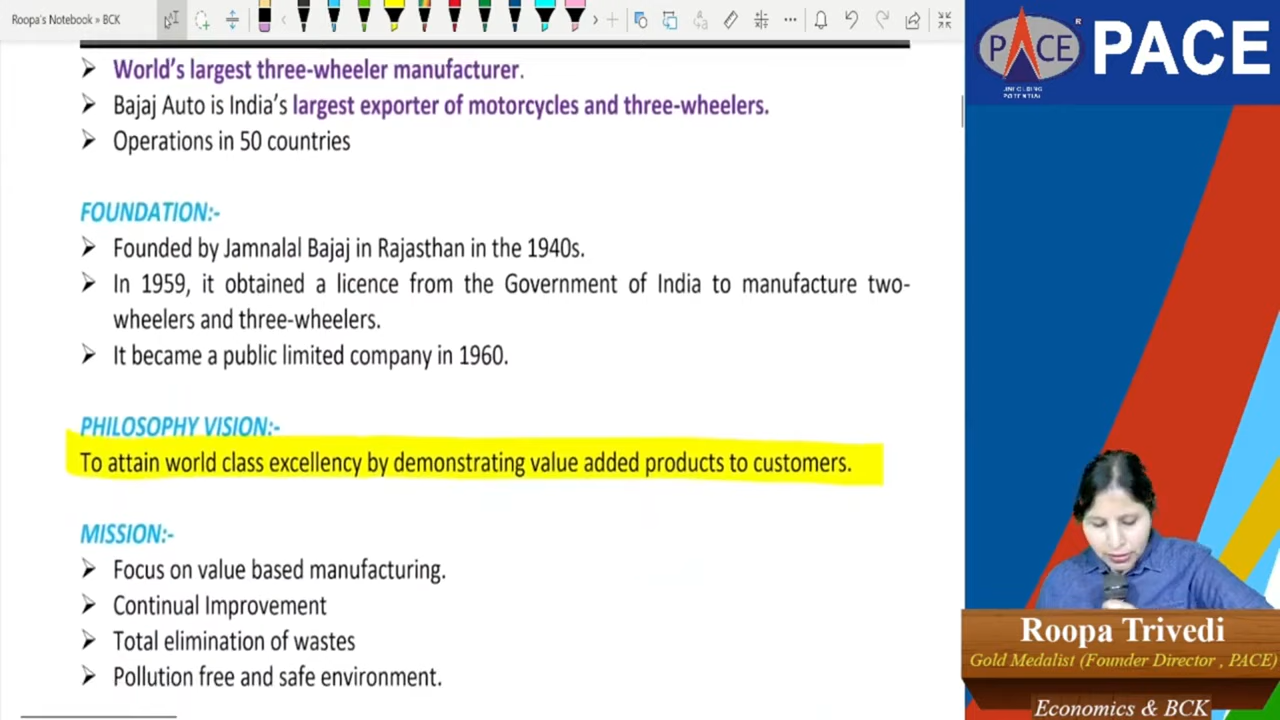 Roopa's Notebook » BCK
World's largest three-wheeler manufacturer.
Bajaj Auto is India's largest exporter of motorcycles and three-wheelers.
Operations in 50 countries
FOUNDATION:-
Founded by Jamnalal Bajaj in Rajasthan in the 1940s.
In 1959, it obtained a licence from the Government of India to manufacture two-
wheelers and three-wheelers.
It became a public limited company in 1960.
PHILOSOPHY VISION:-
To attain world class excellency by demonstrating value added products to customers.
MISSION:-
Focus on value based manufacturing.
Continual Improvement
Total elimination of wastes
Pollution free and safe environment.
PACE
PACE
UNFOLDING
POTENTIAL
Roopa Trivedi
Gold Medalist (Founder Director , PACE)
Economics & BCK